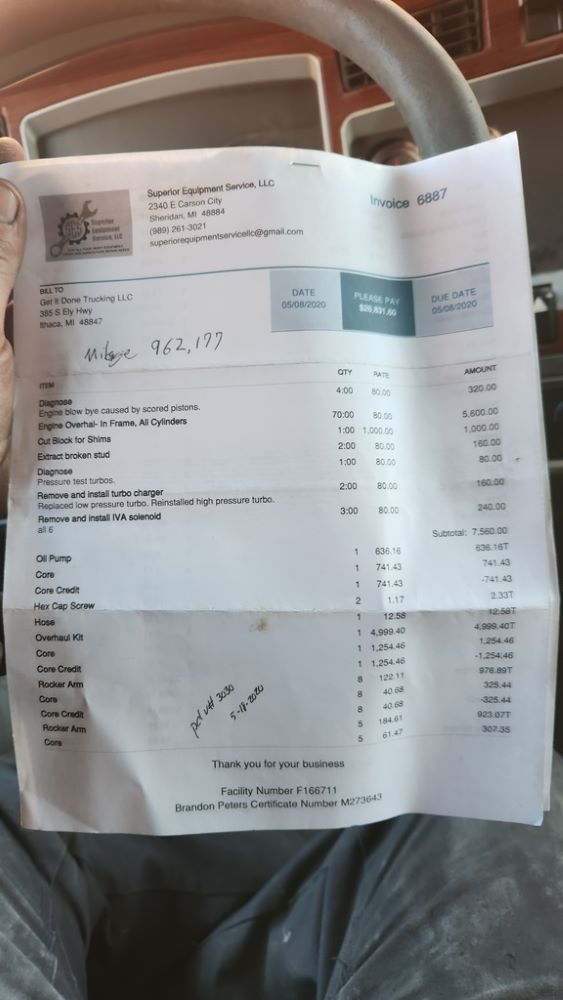 Superior Equipment Service, LLC
2340 E Carson City
Sheridan, MI 48884
(989) 261-3021
superiorequipmentservicellc@gmail.com
Invoice 6887
SES
Superior
Equipment
Service, LLC
BILL TO
Get It Done Trucking LLC
385 S Ely Hwy
Ithaca, MI 48847
DATE
05/08/2020
PLEASE PAY
$26,831.60
DUE DATE
05/08/2020
Milage 962,177
ITEM QTY RATE AMOUNT
Diagnose 4:00 80.00 320.00
Engine blow bye caused by scored pistons.
Engine Overhal- In Frame, All Cylinders 70:00 80.00 5,600.00
Cut Block for Shims 1:00 1,000.00 1,000.00
Extract broken stud 2:00 80.00 160.00
Diagnose 1:00 80.00 80.00
Pressure test turbos.
Remove and install turbo charger 2:00 80.00 160.00
Replaced low pressure turbo. Reinstalled high pressure turbo.
Remove and install IVA solenoid 3:00 80.00 240.00
all 6
Subtotal: 7,560.00
Oil Pump 1 636.16 636.16T
Core 1 741.43 741.43
Core Credit 1 741.43 -741.43
Hex Cap Screw 2 1.17 2.33T
Hose 1 12.58 12.58T
Overhaul Kit 1 4,999.40 4,999.40T
Core 1 1,254.46 1,254.46
Core Credit 1 1,254.46 -1,254.46
Rocker Arm 8 122.11 976.89T
Core 8 40.68 325.44
Core Credit 8 40.68 -325.44
Rocker Arm 5 184.61 923.07T
Core 5 61.47 307.35
pd 3030
5-18-2020
Thank you for your business
Facility Number F166711
Brandon Peters Certificate Number M273643